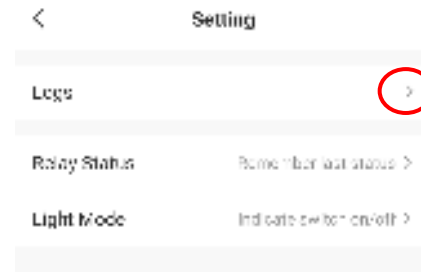 Setting
Logs
Relay Status Remember last status
Light Mode Indicate switch on/off